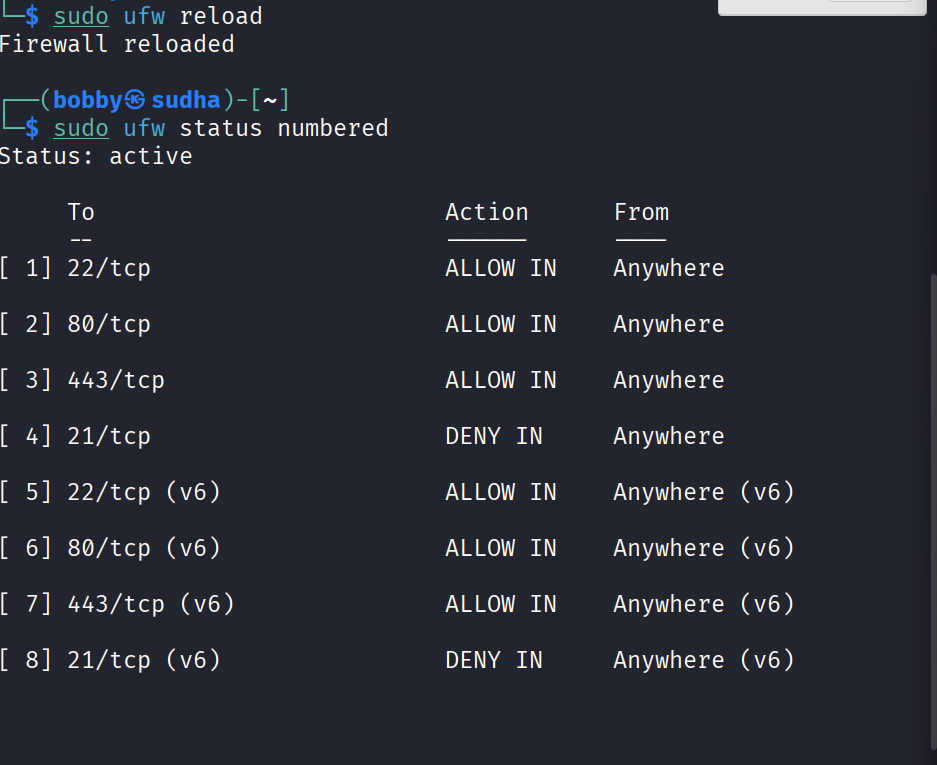 └─$ sudo ufw reload
Firewall reloaded
┌──(bobby㉿sudha)-[~]
└─$ sudo ufw status numbered
Status: active
To Action From
-- ------ ----
[ 1] 22/tcp ALLOW IN Anywhere
[ 2] 80/tcp ALLOW IN Anywhere
[ 3] 443/tcp ALLOW IN Anywhere
[ 4] 21/tcp DENY IN Anywhere
[ 5] 22/tcp (v6) ALLOW IN Anywhere (v6)
[ 6] 80/tcp (v6) ALLOW IN Anywhere (v6)
[ 7] 443/tcp (v6) ALLOW IN Anywhere (v6)
[ 8] 21/tcp (v6) DENY IN Anywhere (v6)